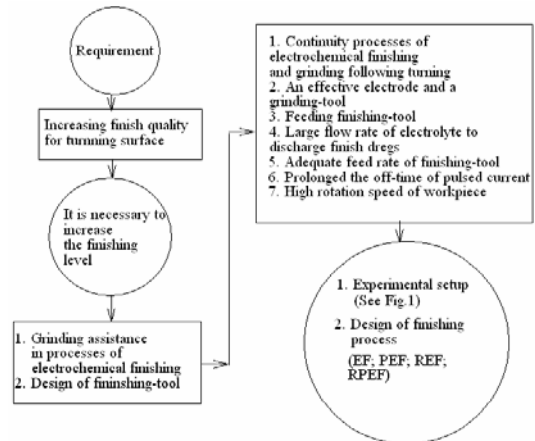 Requirement
Increasing finish quality
for turnning surface
It is necessary to
increase
the finishing
level
1. Grinding assistance
in processes of
electrochemical finishing
2. Design of fininshing-tool
1. Continuity processes of
electrochemical finishing
and grinding following turning
2. An effective electrode and a
grinding-tool
3. Feeding finishing-tool
4. Large flow rate of electrolyte to
discharge finish dregs
5. Adequate feed rate of finishing-tool
6. Prolonged the off-time of pulsed current
7. High rotation speed of workpiece
1. Experimental setup
(See Fig.1)
2. Design of finishing
process
(EF; PEF; REF;
RPEF)